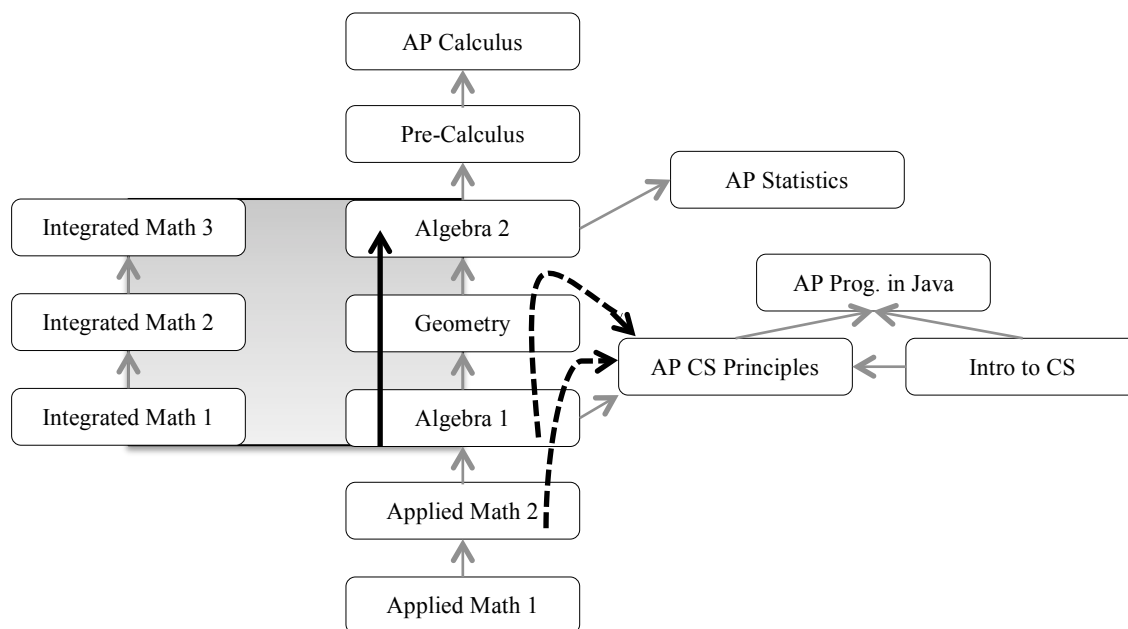 AP Calculus
Pre-Calculus
AP Statistics
Integrated Math 3
Algebra 2
AP Prog. in Java
Integrated Math 2
Geometry
AP CS Principles
Intro to CS
Integrated Math 1
Algebra 1
Applied Math 2
Applied Math 1